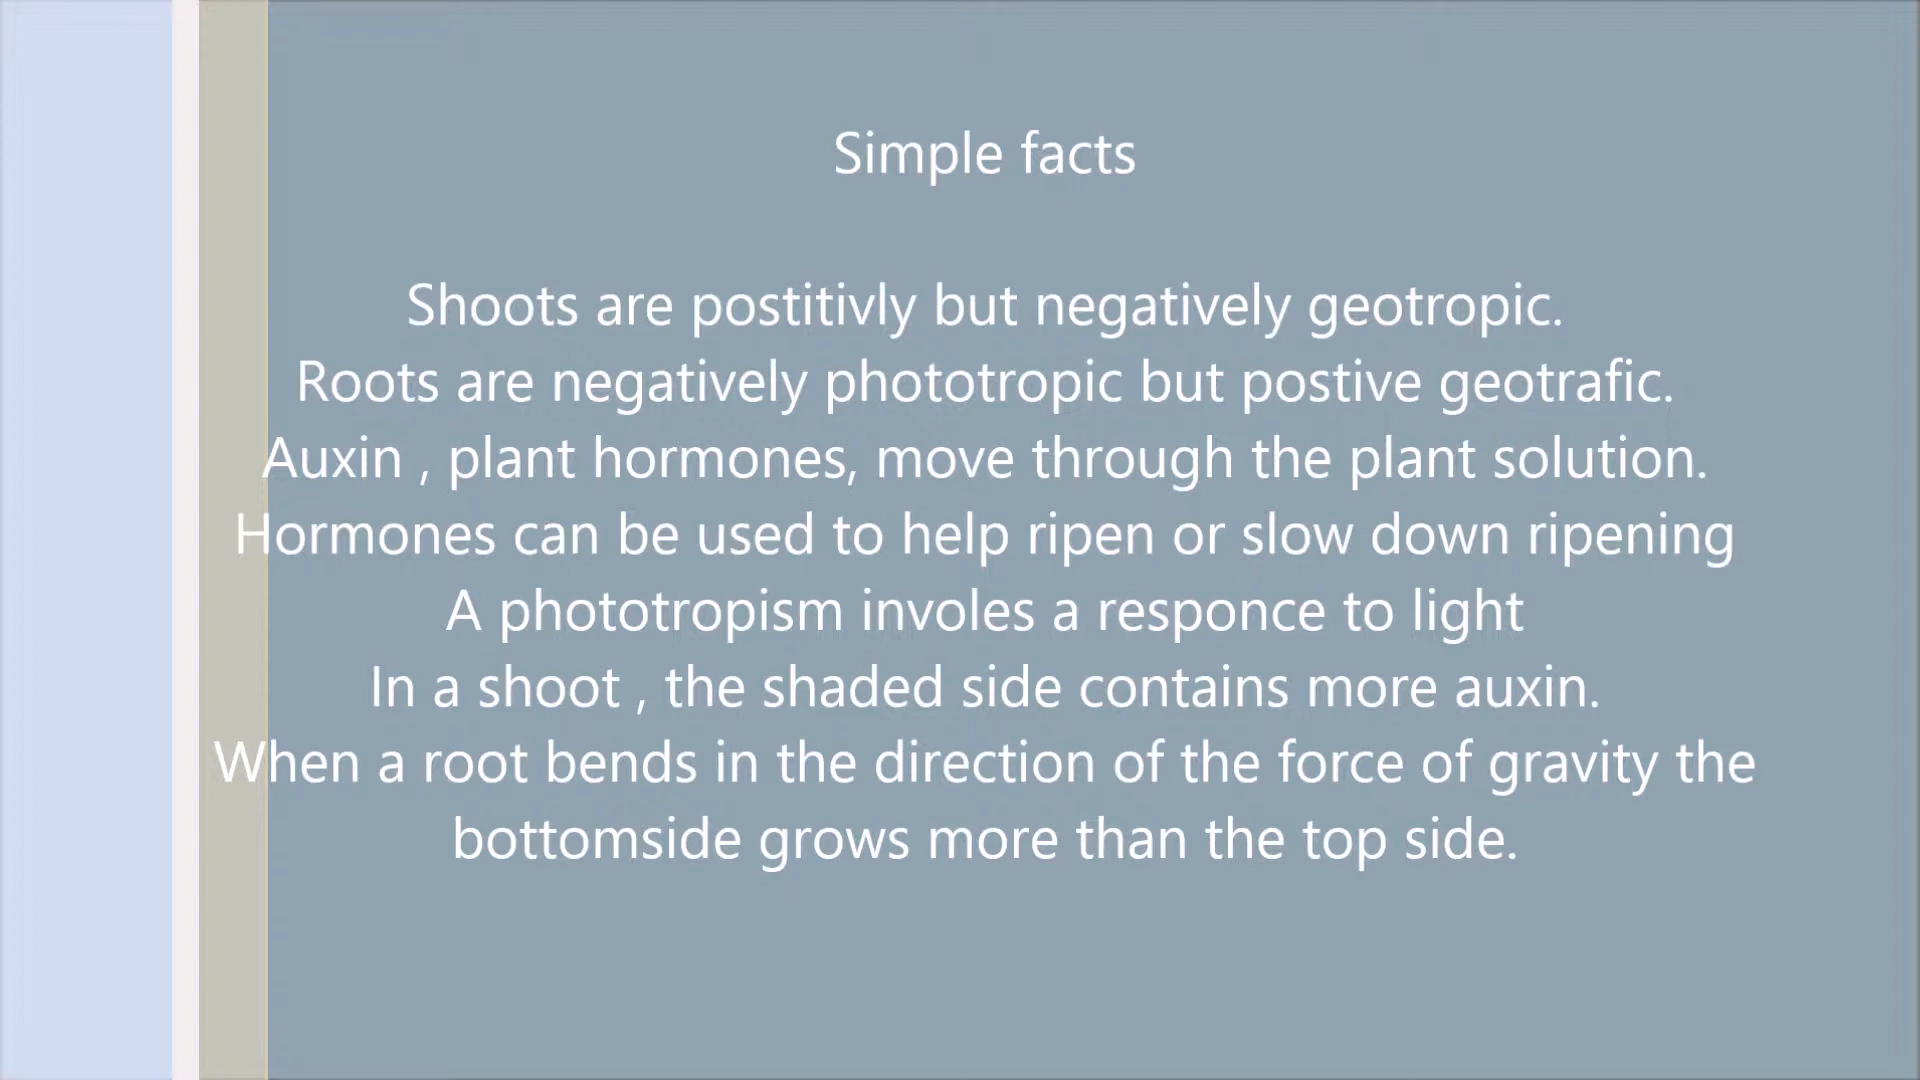 Simple facts
Shoots are postitivly but negatively geotropic.
Roots are negatively phototropic but postive geotrafic.
Auxin , plant hormones, move through the plant solution.
Hormones can be used to help ripen or slow down ripening
A phototropism involes a responce to light
In a shoot , the shaded side contains more auxin.
When a root bends in the direction of the force of gravity the
bottomside grows more than the top side.